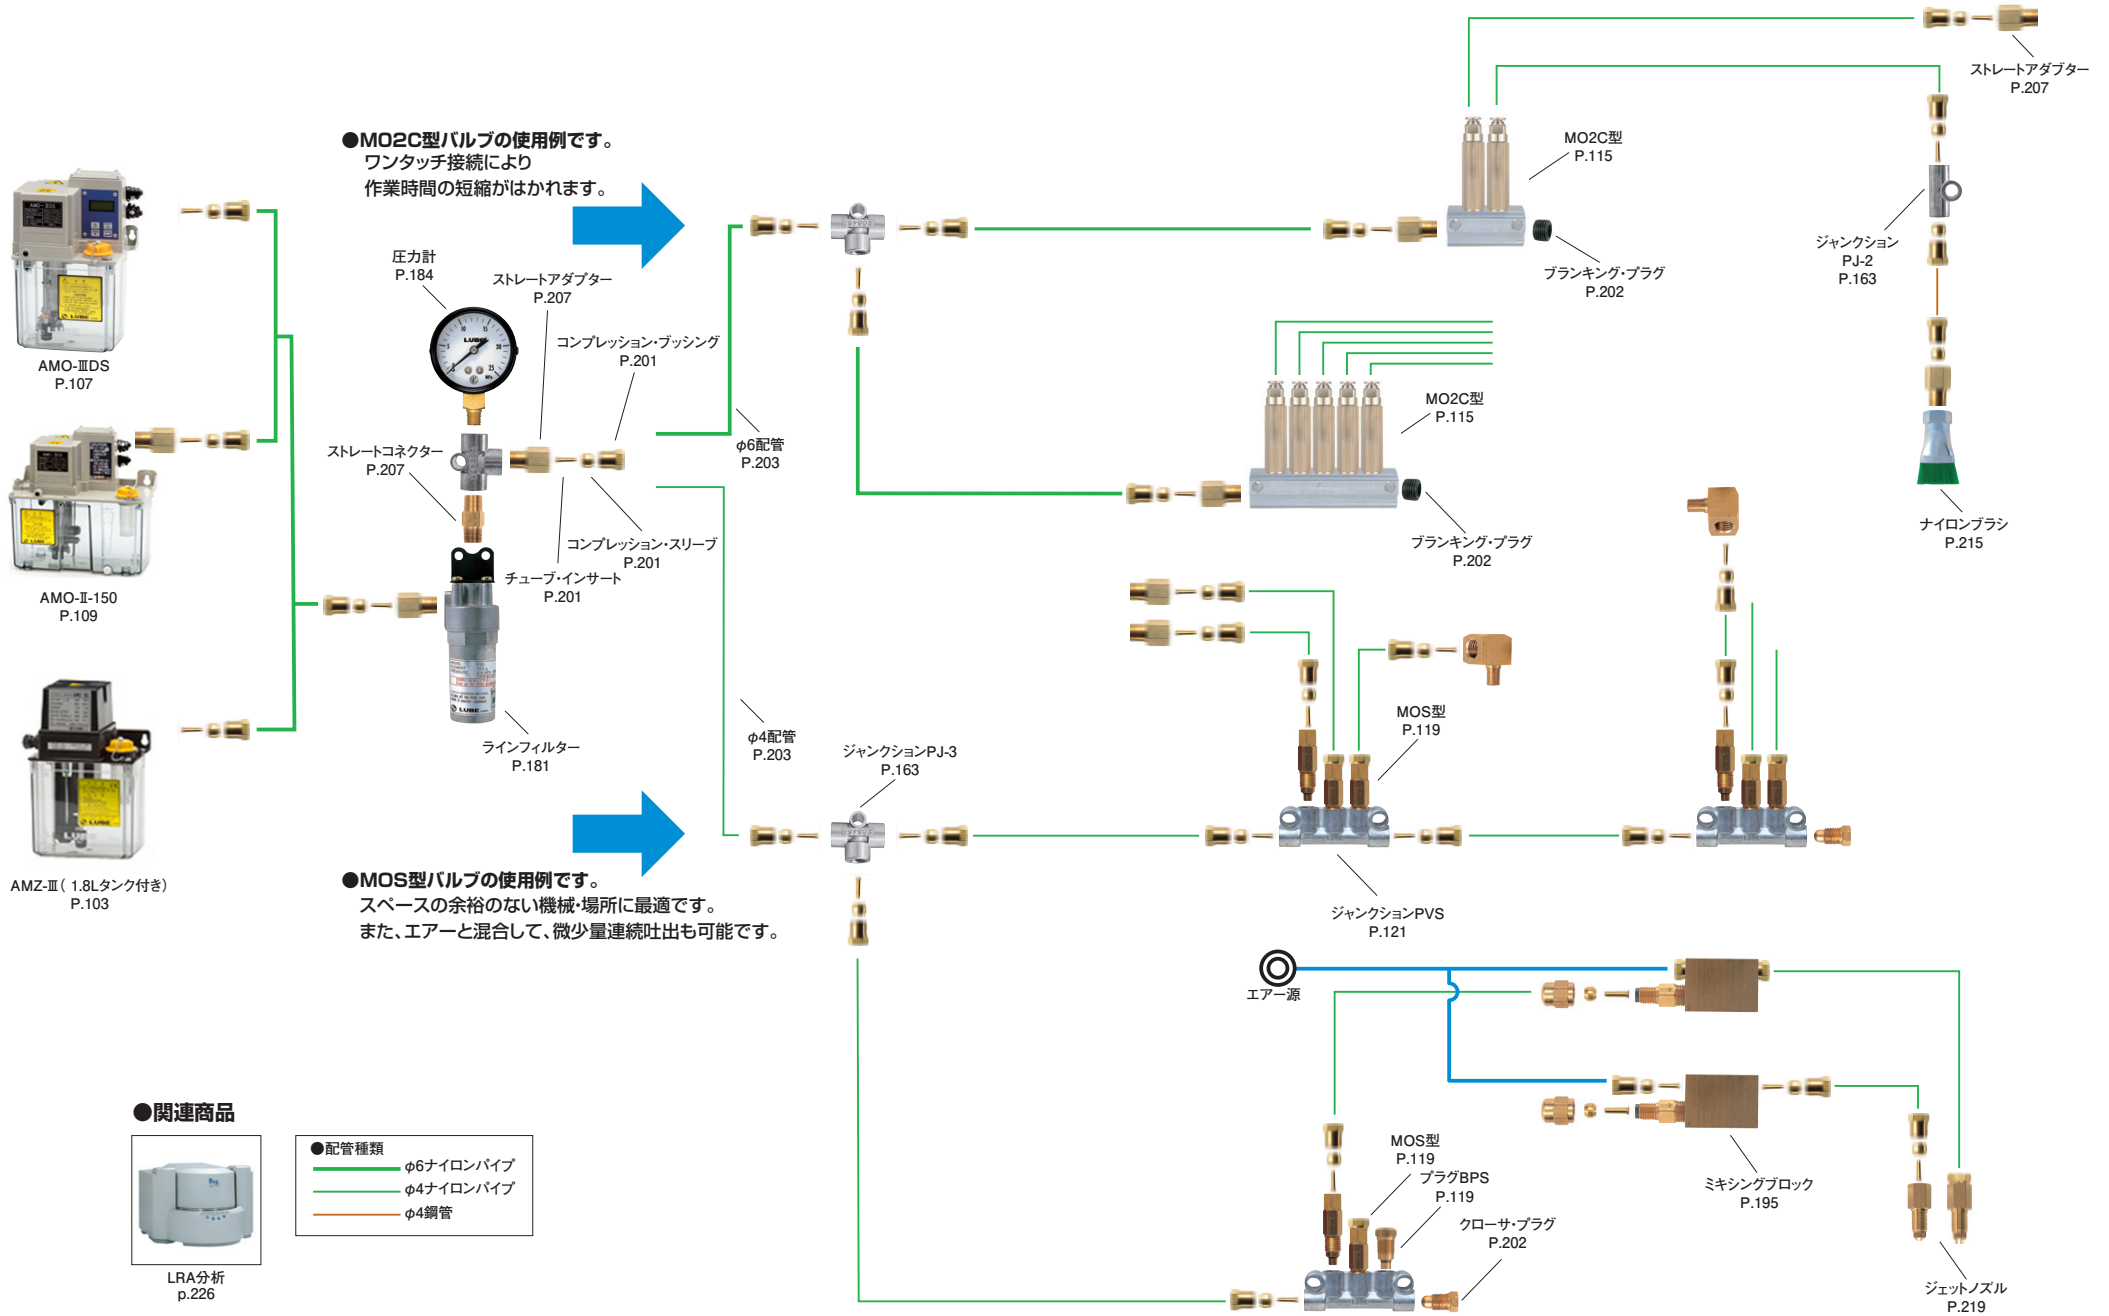 ストレートアダプター
P.207
●MO2C型バルブの使用例です。
ワンタッチ接続により
作業時間の短縮がはかれます。
MO2C型
P.115
ジャンクション
PJ-2
P.163
ブランキング・プラグ
P.202
圧力計
P.184
ストレートアダプター
P.207
コンプレッション・ブッシング
P.201
AMO-ⅢDS
P.107
MO2C型
P.115
φ6配管
P.203
ストレートコネクター
P.207
ナイロンブラシ
P.215
コンプレッション・スリーブ
P.201
ブランキング・プラグ
P.202
チューブ・インサート
P.201
AMO-Ⅱ-150
P.109
MOS型
P.119
φ4配管
P.203
ラインフィルター
P.181
ジャンクションPJ-3
P.163
AMZ-Ⅲ( 1.8Lタンク付き)
P.103
●MOS型バルブの使用例です。
スペースの余裕のない機械・場所に最適です。
また、エアーと混合して、微少量連続吐出も可能です。
ジャンクションPVS
P.121
エアー源
●関連商品
●配管種類
φ6ナイロンパイプ
φ4ナイロンパイプ
φ4鋼管
LRA分析
p.226
MOS型
P.119
プラグBPS
P.119
クローサ・プラグ
P.202
ミキシングブロック
P.195
ジェットノズル
P.219
LUBE
LUBE
LUBE
LUBE